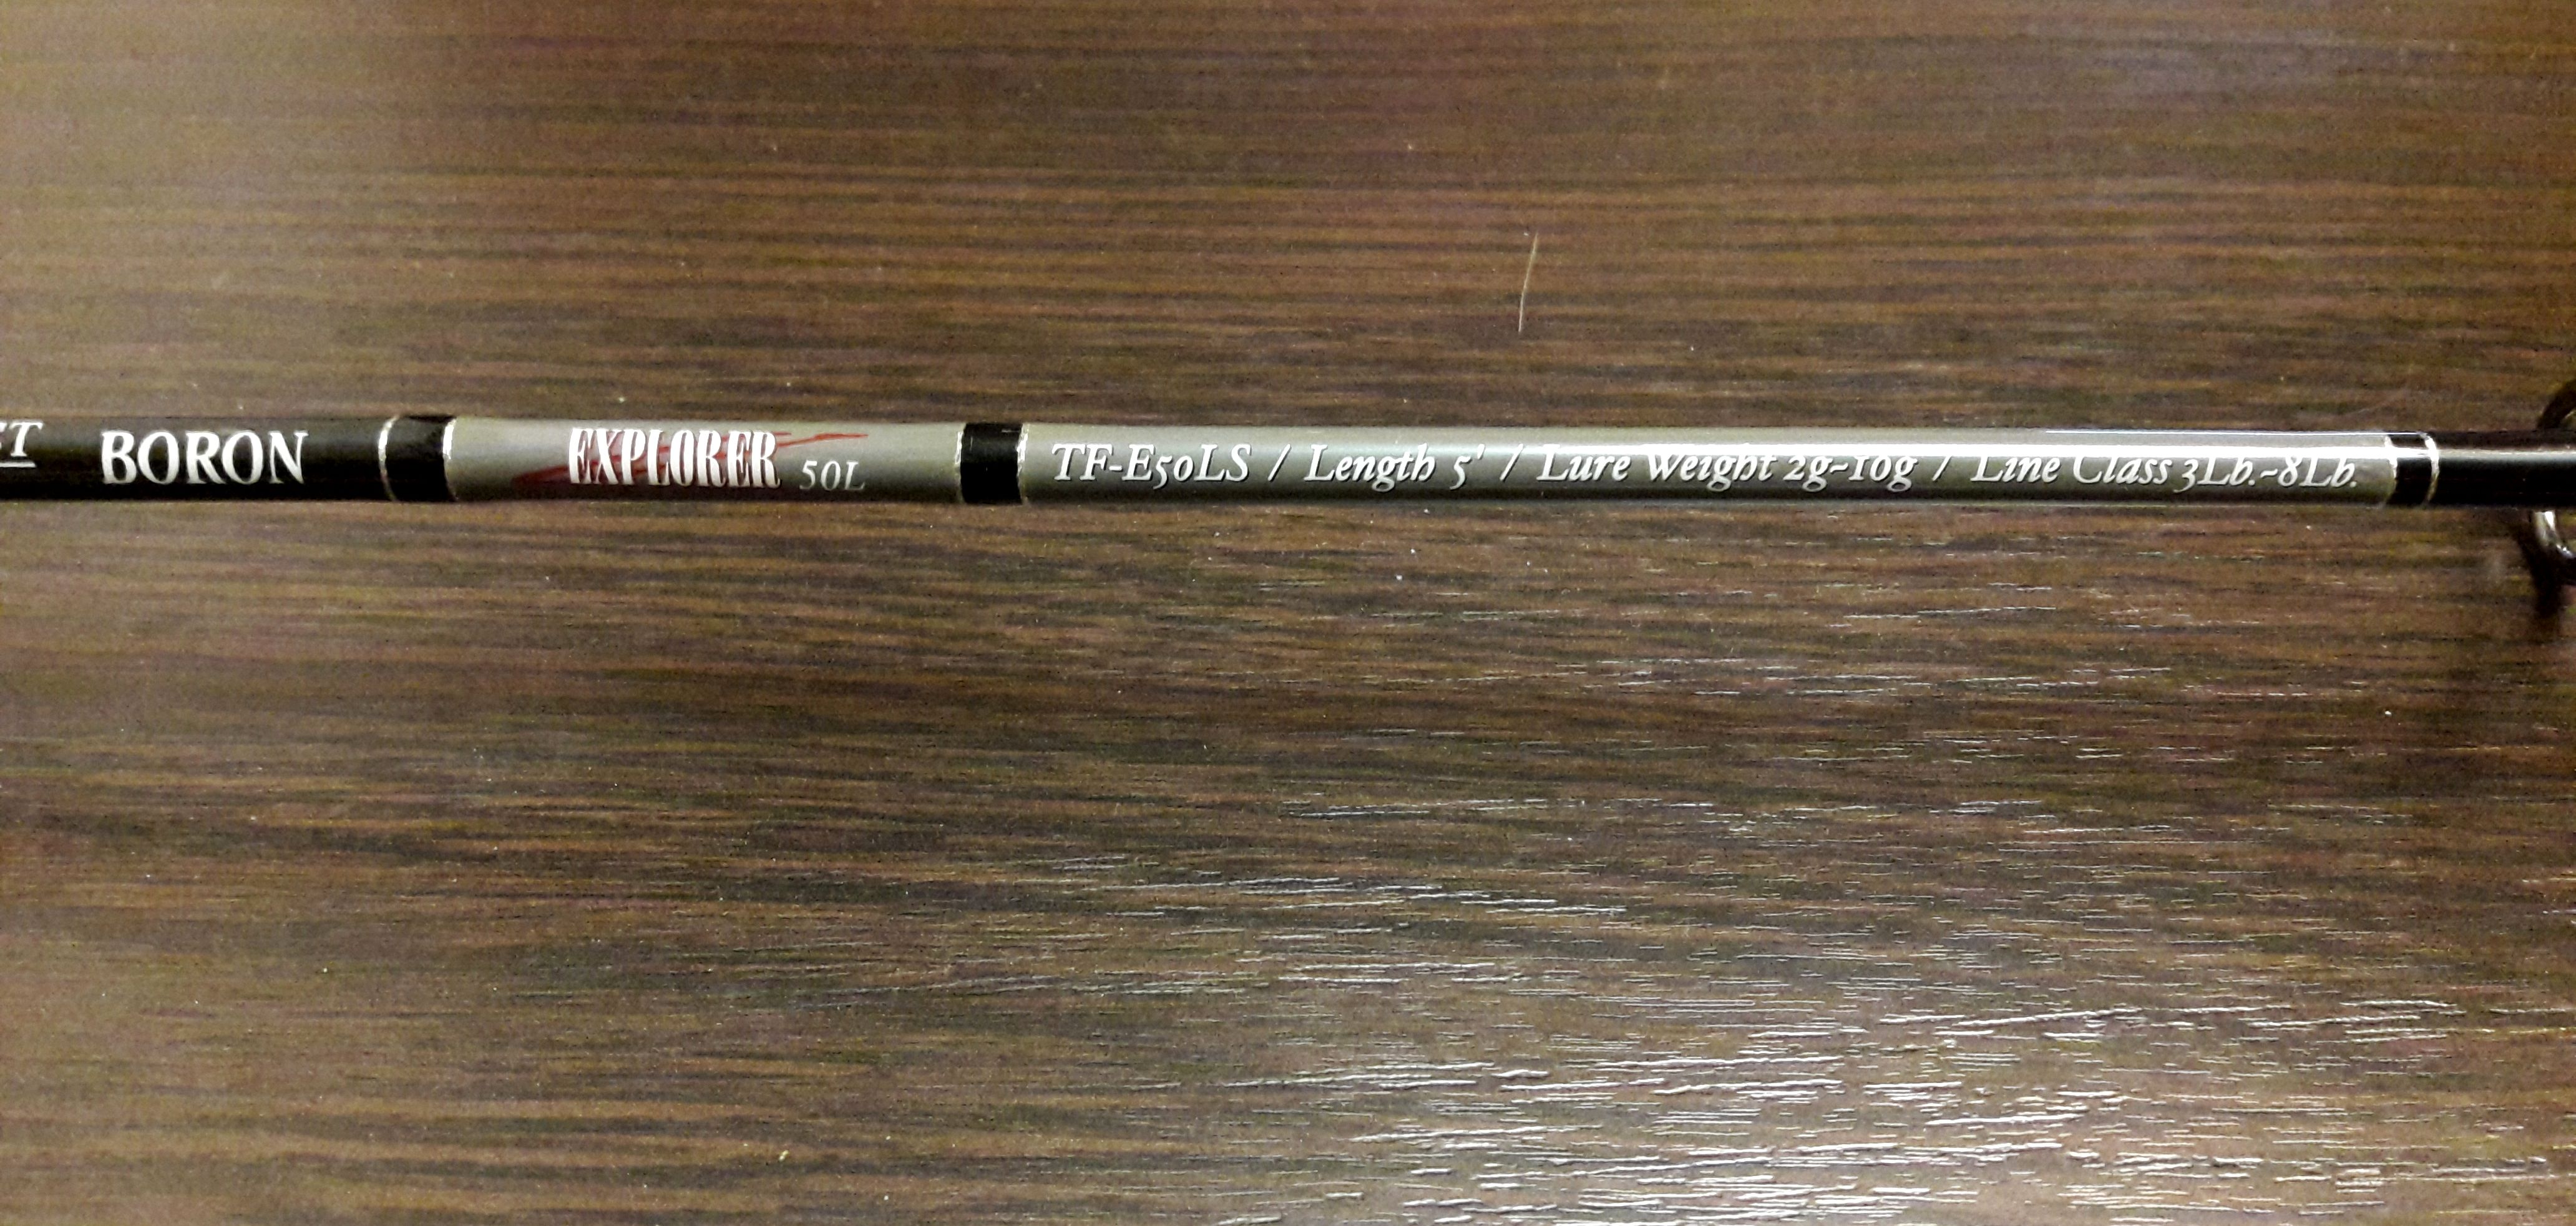 BORON EXPLORER 50L TF-E50LS / Length 5' / Lure Weight 2g~10g / Line Class 3Lb.~8Lb.